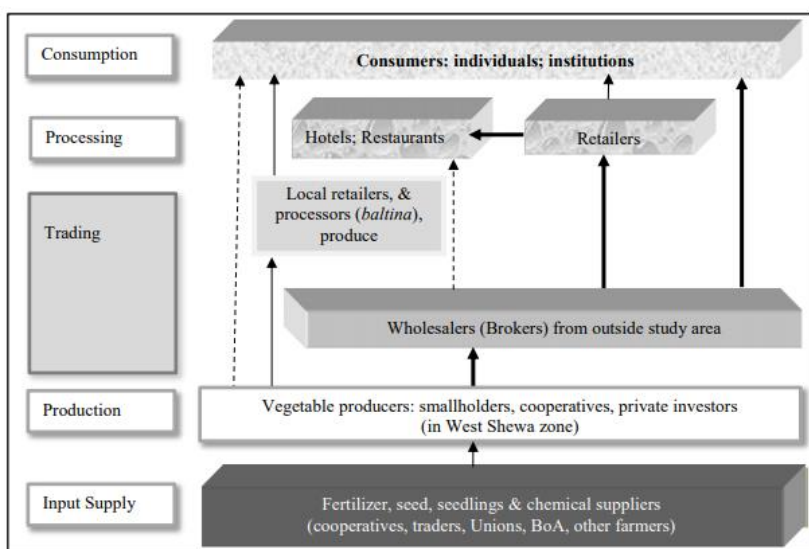 Consumption
Consumers: individuals; institutions
Processing
Hotels; Restaurants
Retailers
Local retailers, &
processors (baltina),
produce
Trading
Wholesalers (Brokers) from outside study area
Production
Vegetable producers: smallholders, cooperatives, private investors
(in West Shewa zone)
Input Supply
Fertilizer, seed, seedlings & chemical suppliers
(cooperatives, traders, Unions, BoA, other farmers)